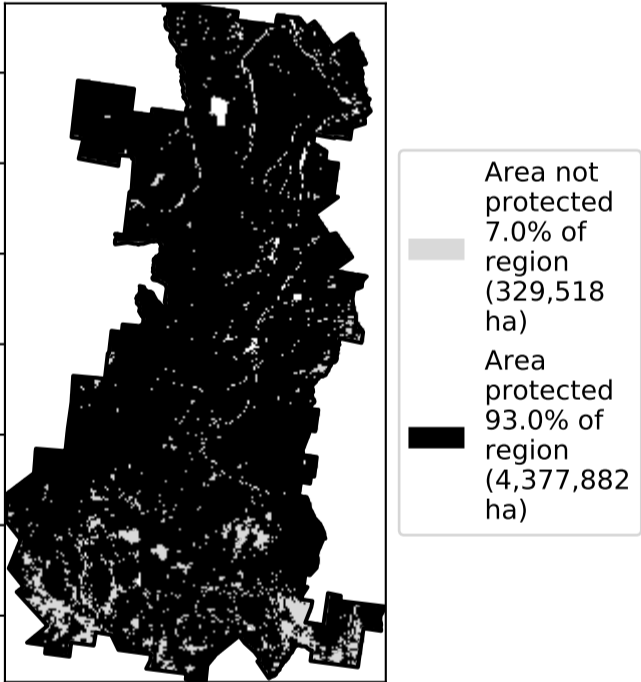 Area not
protected
7.0% of
region
(329,518
ha)
Area
protected
93.0% of
region
(4,377,882
ha)